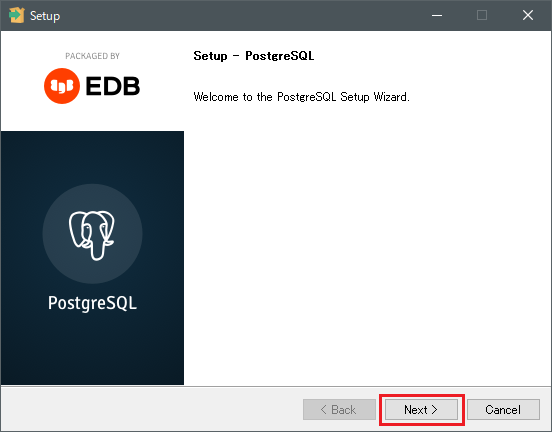 Setup
PACKAGED BY
EDB
Setup - PostgreSQL
Welcome to the PostgreSQL Setup Wizard.
PostgreSQL
< Back
Next >
Cancel